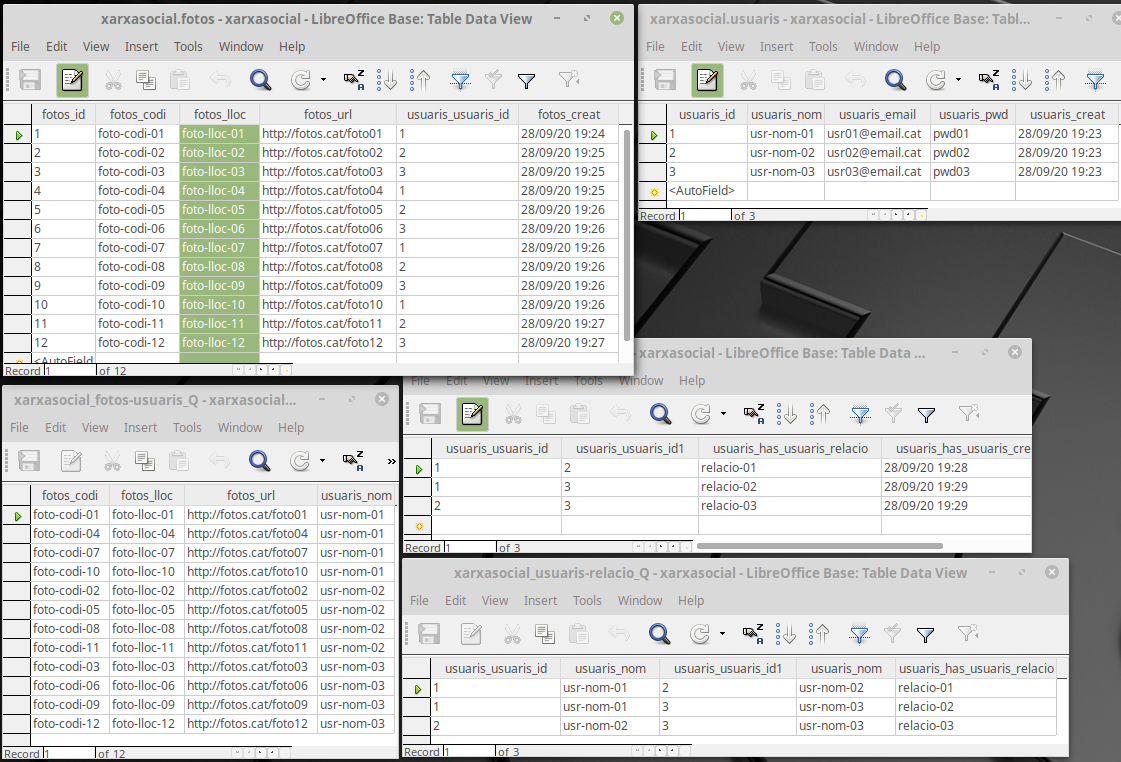 xarxasocial.fotos - xarxasocial - LibreOffice Base: Table Data View
File Edit View Insert Tools Window Help
fotos_id fotos_codi fotos_lloc fotos_url usuaris_usuaris_id fotos_creat
1 foto-codi-01 foto-lloc-01 http://fotos.cat/foto01 1 28/09/20 19:24
2 foto-codi-02 foto-lloc-02 http://fotos.cat/foto02 2 28/09/20 19:25
3 foto-codi-03 foto-lloc-03 http://fotos.cat/foto03 3 28/09/20 19:25
4 foto-codi-04 foto-lloc-04 http://fotos.cat/foto04 1 28/09/20 19:25
5 foto-codi-05 foto-lloc-05 http://fotos.cat/foto05 2 28/09/20 19:26
6 foto-codi-06 foto-lloc-06 http://fotos.cat/foto06 3 28/09/20 19:26
7 foto-codi-07 foto-lloc-07 http://fotos.cat/foto07 1 28/09/20 19:26
8 foto-codi-08 foto-lloc-08 http://fotos.cat/foto08 2 28/09/20 19:26
9 foto-codi-09 foto-lloc-09 http://fotos.cat/foto09 3 28/09/20 19:26
10 foto-codi-10 foto-lloc-10 http://fotos.cat/foto10 1 28/09/20 19:26
11 foto-codi-11 foto-lloc-11 http://fotos.cat/foto11 2 28/09/20 19:27
12 foto-codi-12 foto-lloc-12 http://fotos.cat/foto12 3 28/09/20 19:27
<AutoField
Record 1 of 12
xarxasocial.usuaris - xarxasocial - LibreOffice Base: Tabl...
File Edit View Insert Tools Window Help
usuaris_id usuaris_nom usuaris_email usuaris_pwd usuaris_creat
1 usr-nom-01 usr01@email.cat pwd01 28/09/20 19:23
2 usr-nom-02 usr02@email.cat pwd02 28/09/20 19:23
3 usr-nom-03 usr03@email.cat pwd03 28/09/20 19:23
<AutoField>
Record 1 of 3
- xarxasocial - LibreOffice Base: Table Data ...
File Edit View Insert Tools Window Help
usuaris_usuaris_id usuaris_usuaris_id1 usuaris_has_usuaris_relacio usuaris_has_usuaris_cre
1 2 relacio-01 28/09/20 19:28
1 3 relacio-02 28/09/20 19:29
2 3 relacio-03 28/09/20 19:29
Record 1 of 3
xarxasocial_fotos-usuaris_Q - xarxasocial...
File Edit View Insert Tools Window Help
»
fotos_codi fotos_lloc fotos_url usuaris_nom
foto-codi-01 foto-lloc-01 http://fotos.cat/foto01 usr-nom-01
foto-codi-04 foto-lloc-04 http://fotos.cat/foto04 usr-nom-01
foto-codi-07 foto-lloc-07 http://fotos.cat/foto07 usr-nom-01
foto-codi-10 foto-lloc-10 http://fotos.cat/foto10 usr-nom-01
foto-codi-02 foto-lloc-02 http://fotos.cat/foto02 usr-nom-02
foto-codi-05 foto-lloc-05 http://fotos.cat/foto05 usr-nom-02
foto-codi-08 foto-lloc-08 http://fotos.cat/foto08 usr-nom-02
foto-codi-11 foto-lloc-11 http://fotos.cat/foto11 usr-nom-02
foto-codi-03 foto-lloc-03 http://fotos.cat/foto03 usr-nom-03
foto-codi-06 foto-lloc-06 http://fotos.cat/foto06 usr-nom-03
foto-codi-09 foto-lloc-09 http://fotos.cat/foto09 usr-nom-03
foto-codi-12 foto-lloc-12 http://fotos.cat/foto12 usr-nom-03
Record 1 of 12
xarxasocial_usuaris-relacio_Q - xarxasocial - LibreOffice Base: Table Data View
File Edit View Insert Tools Window Help
usuaris_usuaris_id usuaris_nom usuaris_usuaris_id1 usuaris_nom usuaris_has_usuaris_relacio
1 usr-nom-01 2 usr-nom-02 relacio-01
1 usr-nom-01 3 usr-nom-03 relacio-02
2 usr-nom-02 3 usr-nom-03 relacio-03
Record 1 of 3